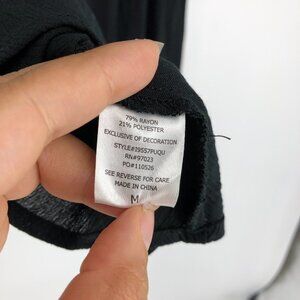 79% RAYON
21% POLYESTER
EXCLUSIVE OF DECORATION
STYLE#19557PUQU
RN#97023
PO#110526
SEE REVERSE FOR CARE
MADE IN CHINA
M